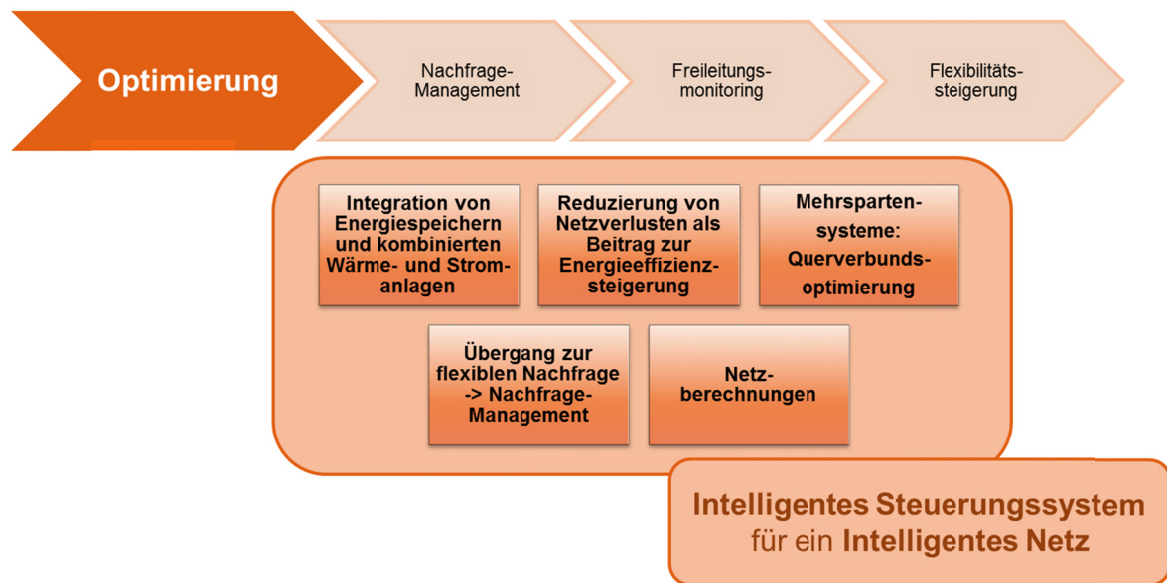 Optimierung
Nachfrage-
Management
Freileitungs-
monitoring
Flexibilitäts-
steigerung
Integration von
Energiespeichern
und kombinierten
Wärme- und Strom-
anlagen
Reduzierung von
Netzverlusten als
Beitrag zur
Energieeffizienz-
steigerung
Mehrsparten-
systeme:
Querverbunds-
optimierung
Übergang zur
flexiblen Nachfrage
-> Nachfrage-
Management
Netz-
berechnungen
Intelligentes Steuerungssystem
für ein Intelligentes Netz